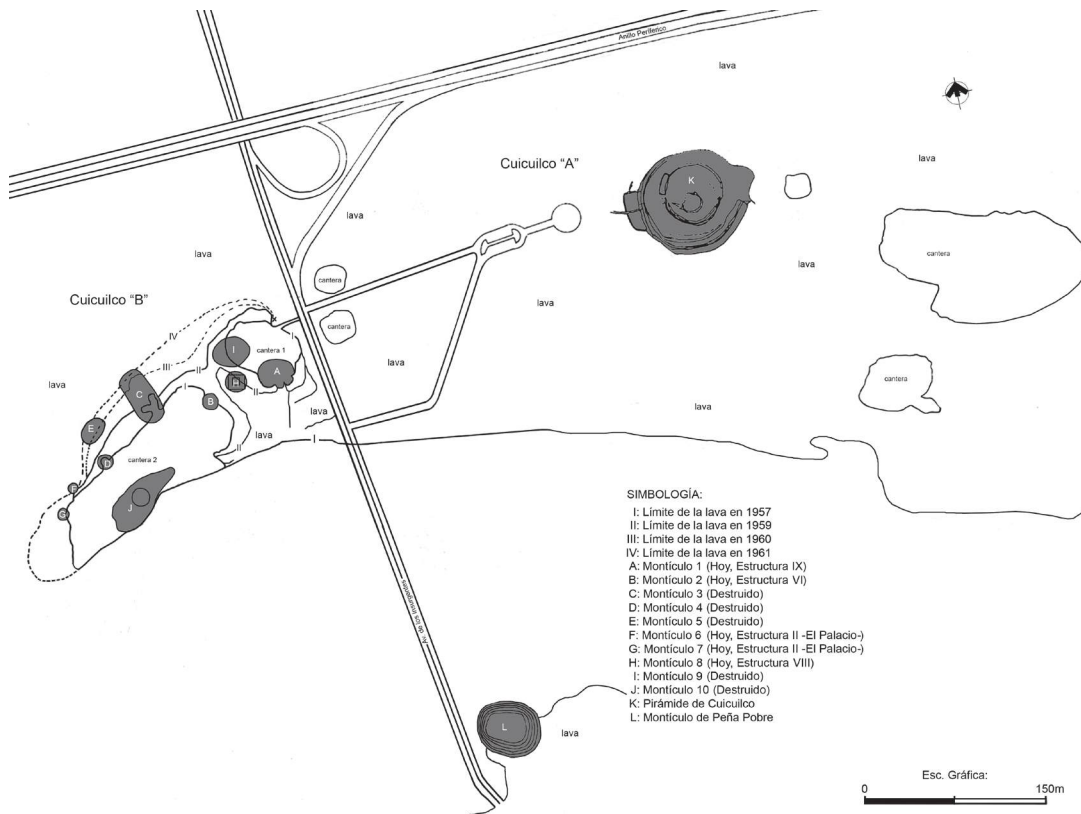 Anillo Periférico
lava
lava
Cuicuilco "A"
K
lava
lava
cantera
lava
cantera
lava
Cuicuilco "B"
lava
cantera
IV
I
cantera 1
I
III
II
A
H
II
lava
lava
C
I
B
lava
cantera
E
lava
I
II
D
cantera 2
F
J
G
Av. de los Insurgentes
L
lava
SIMBOLOGÍA:
I: Límite de la lava en 1957
II: Límite de la lava en 1959
III: Límite de la lava en 1960
IV: Límite de la lava en 1961
A: Montículo 1 (Hoy, Estructura IX)
B: Montículo 2 (Hoy, Estructura VI)
C: Montículo 3 (Destruido)
D: Montículo 4 (Destruido)
E: Montículo 5 (Destruido)
F: Montículo 6 (Hoy, Estructura II -El Palacio-)
G: Montículo 7 (Hoy, Estructura II -El Palacio-)
H: Montículo 8 (Hoy, Estructura VIII)
I: Montículo 9 (Destruido)
J: Montículo 10 (Destruido)
K: Pirámide de Cuicuilco
L: Montículo de Peña Pobre
Esc. Gráfica:
0 150m